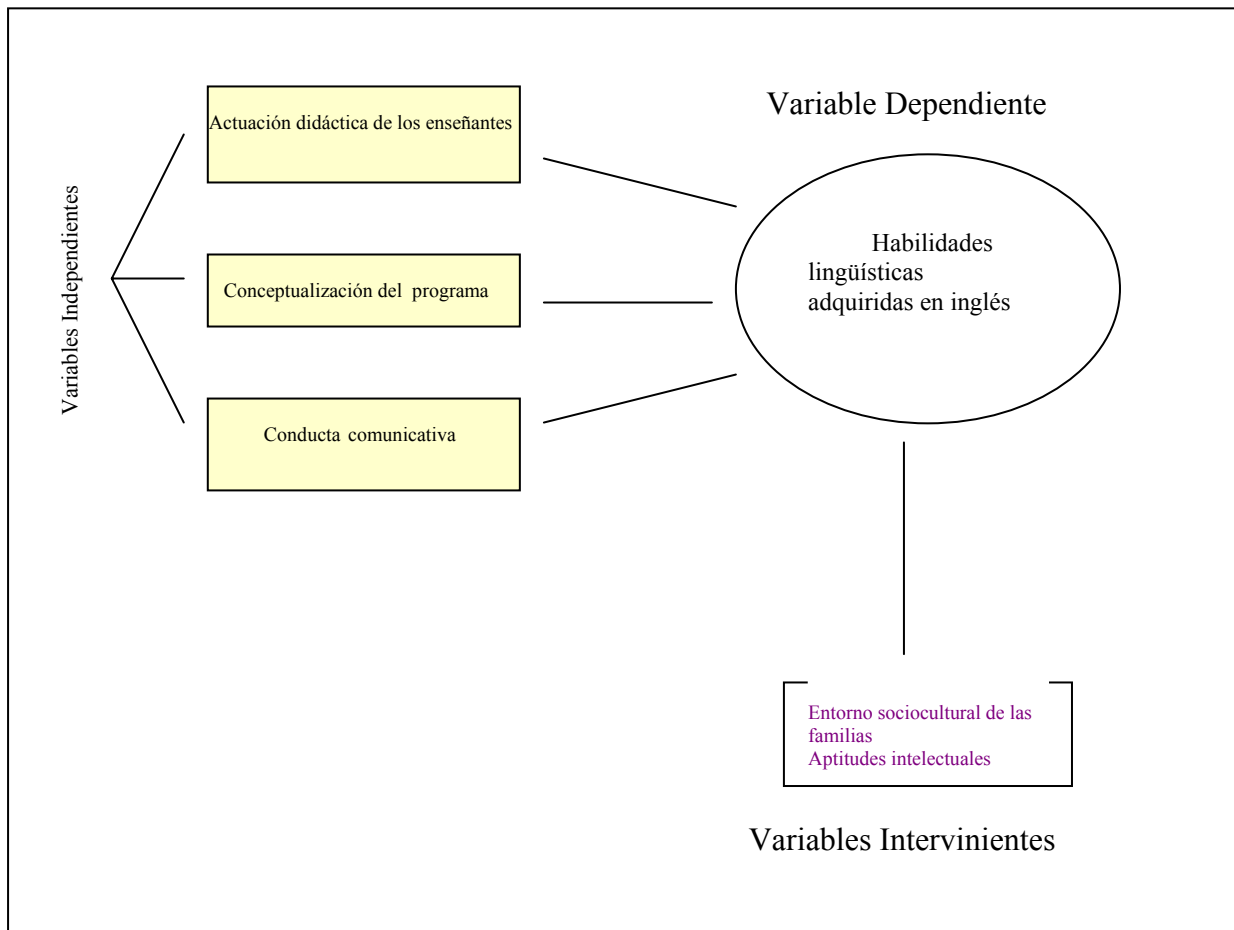 Variables Independientes
Actuación didáctica de los enseñantes
Conceptualización del programa
Conducta comunicativa
Variable Dependiente
Habilidades
lingüísticas
adquiridas en inglés
Entorno sociocultural de las
familias
Aptitudes intelectuales
Variables Intervinientes